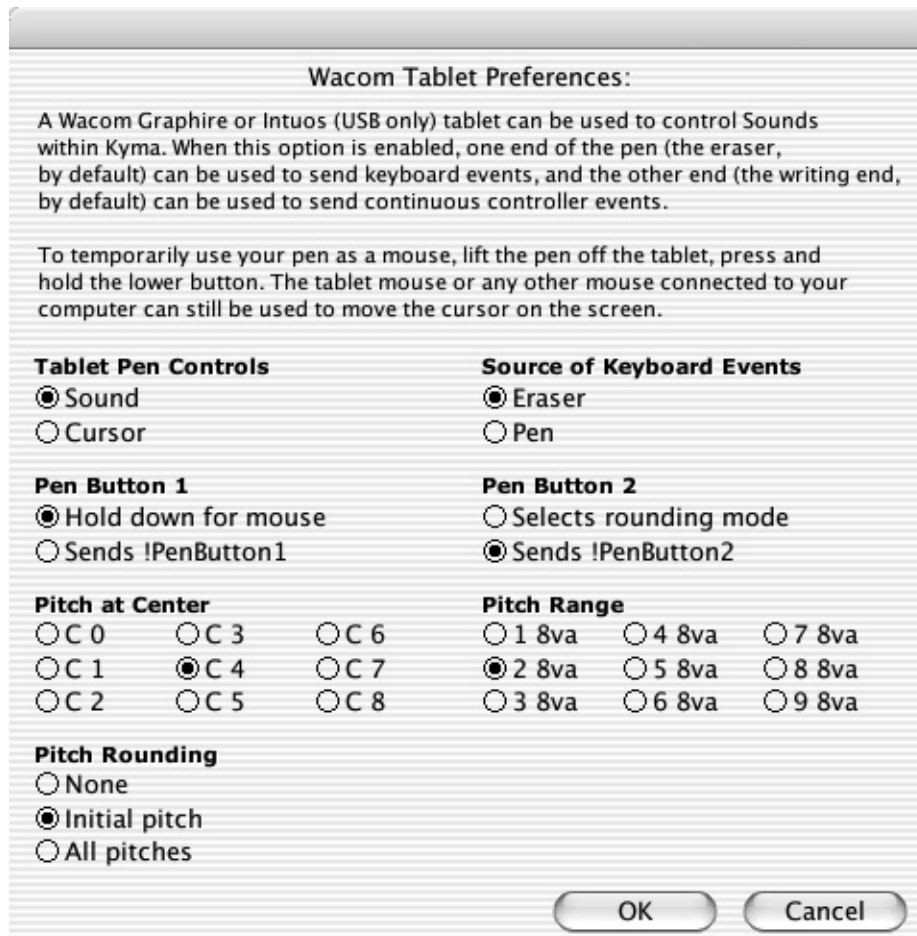 Wacom Tablet Preferences:
A Wacom Graphire or Intuos (USB only) tablet can be used to control Sounds
within Kyma. When this option is enabled, one end of the pen (the eraser,
by default) can be used to send keyboard events, and the other end (the writing end,
by default) can be used to send continuous controller events.
To temporarily use your pen as a mouse, lift the pen off the tablet, press and
hold the lower button. The tablet mouse or any other mouse connected to your
computer can still be used to move the cursor on the screen.
Tablet Pen Controls
Sound
Cursor
Source of Keyboard Events
Eraser
Pen
Pen Button 1
Hold down for mouse
Sends !PenButton1
Pen Button 2
Selects rounding mode
Sends !PenButton2
Pitch at Center
C 0 C 3 C 6
C 1 C 4 C 7
C 2 C 5 C 8
Pitch Range
1 8va 4 8va 7 8va
2 8va 5 8va 8 8va
3 8va 6 8va 9 8va
Pitch Rounding
None
Initial pitch
All pitches
OK Cancel